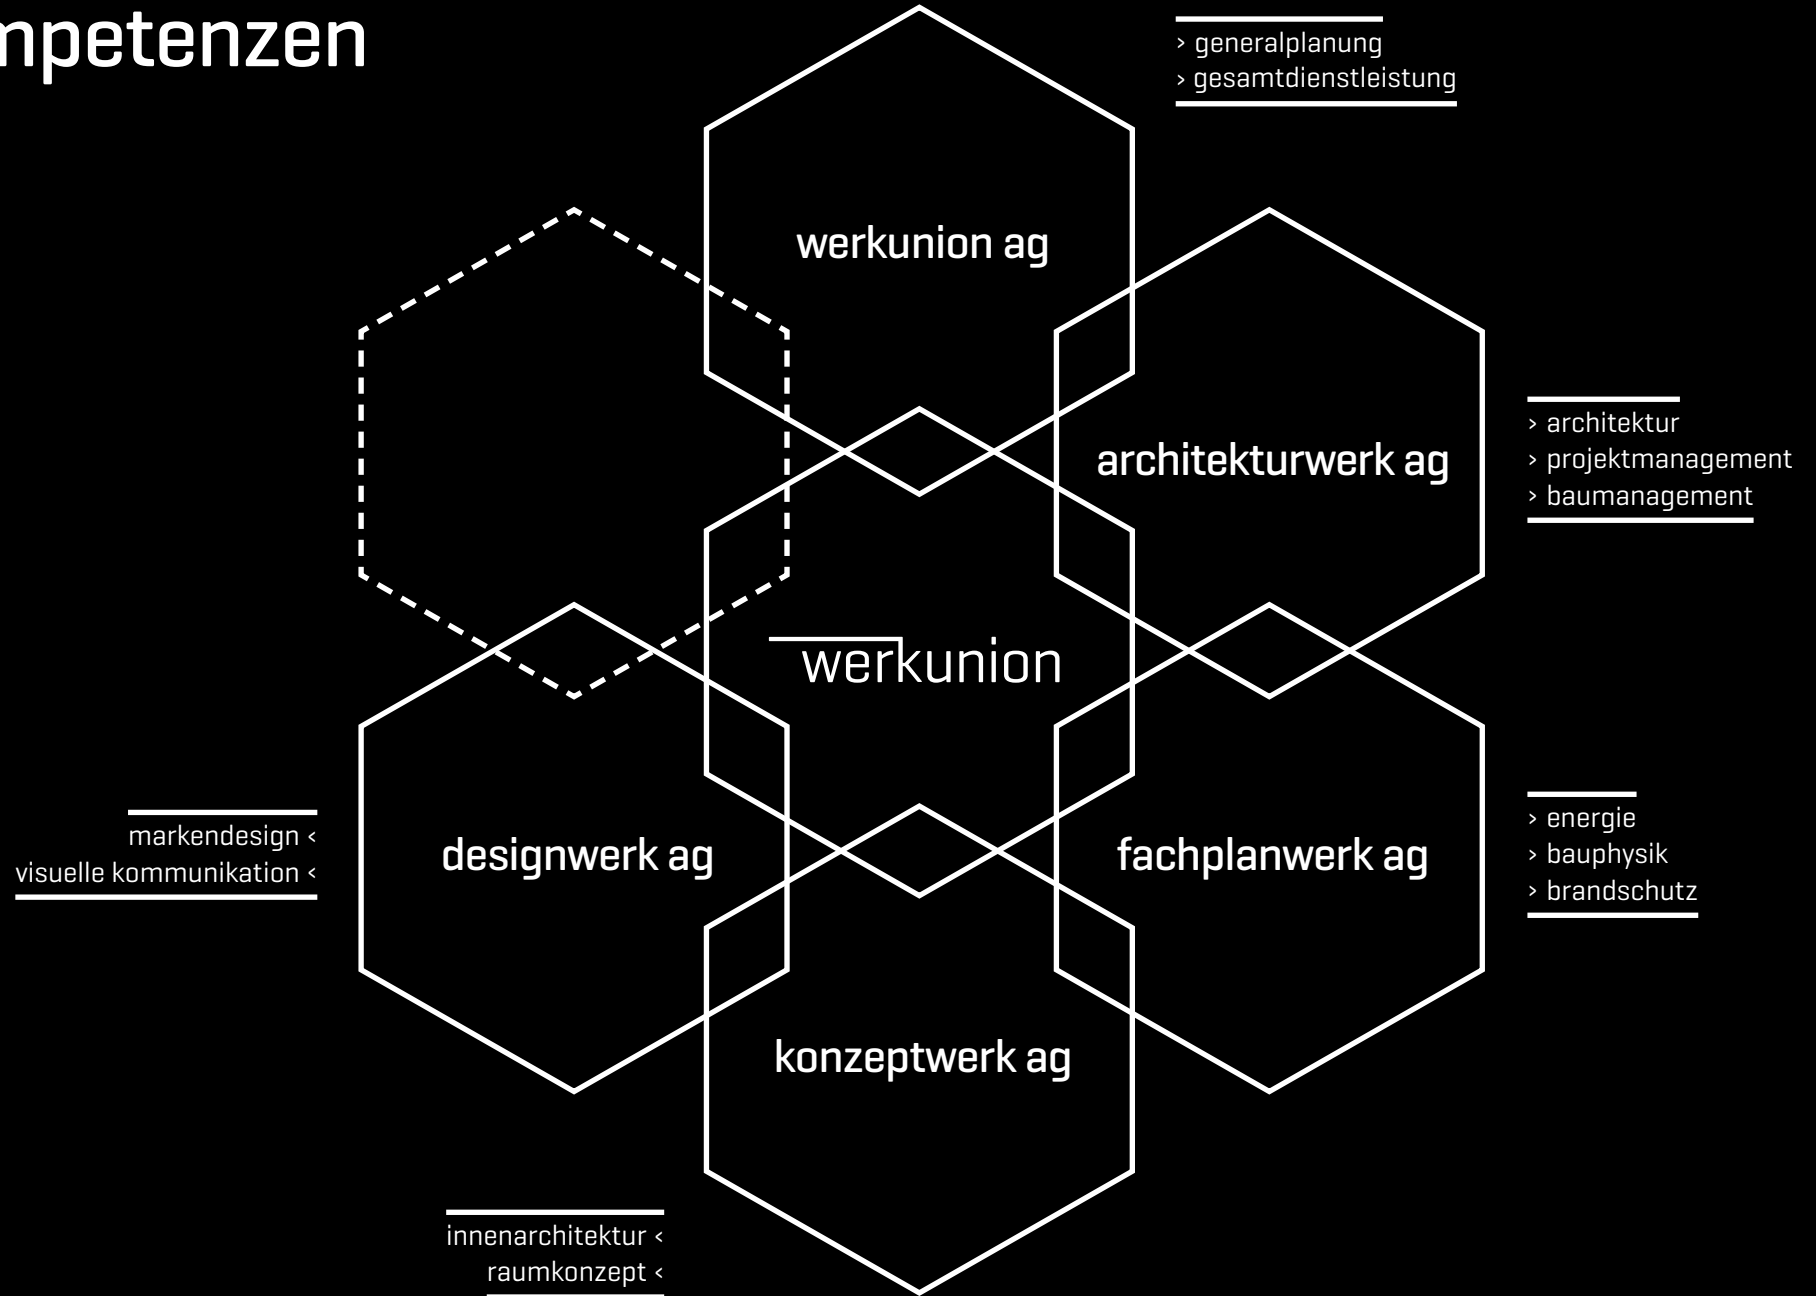 mpetenzen
> generalplanung
> gesamtdienstleistung
werkunion ag
architekturwerk ag
> architektur
> projektmanagement
> baumanagement
werkunion
markendesign <
visuelle kommunikation <
designwerk ag
fachplanwerk ag
> energie
> bauphysik
> brandschutz
konzeptwerk ag
innenarchitektur <
raumkonzept <